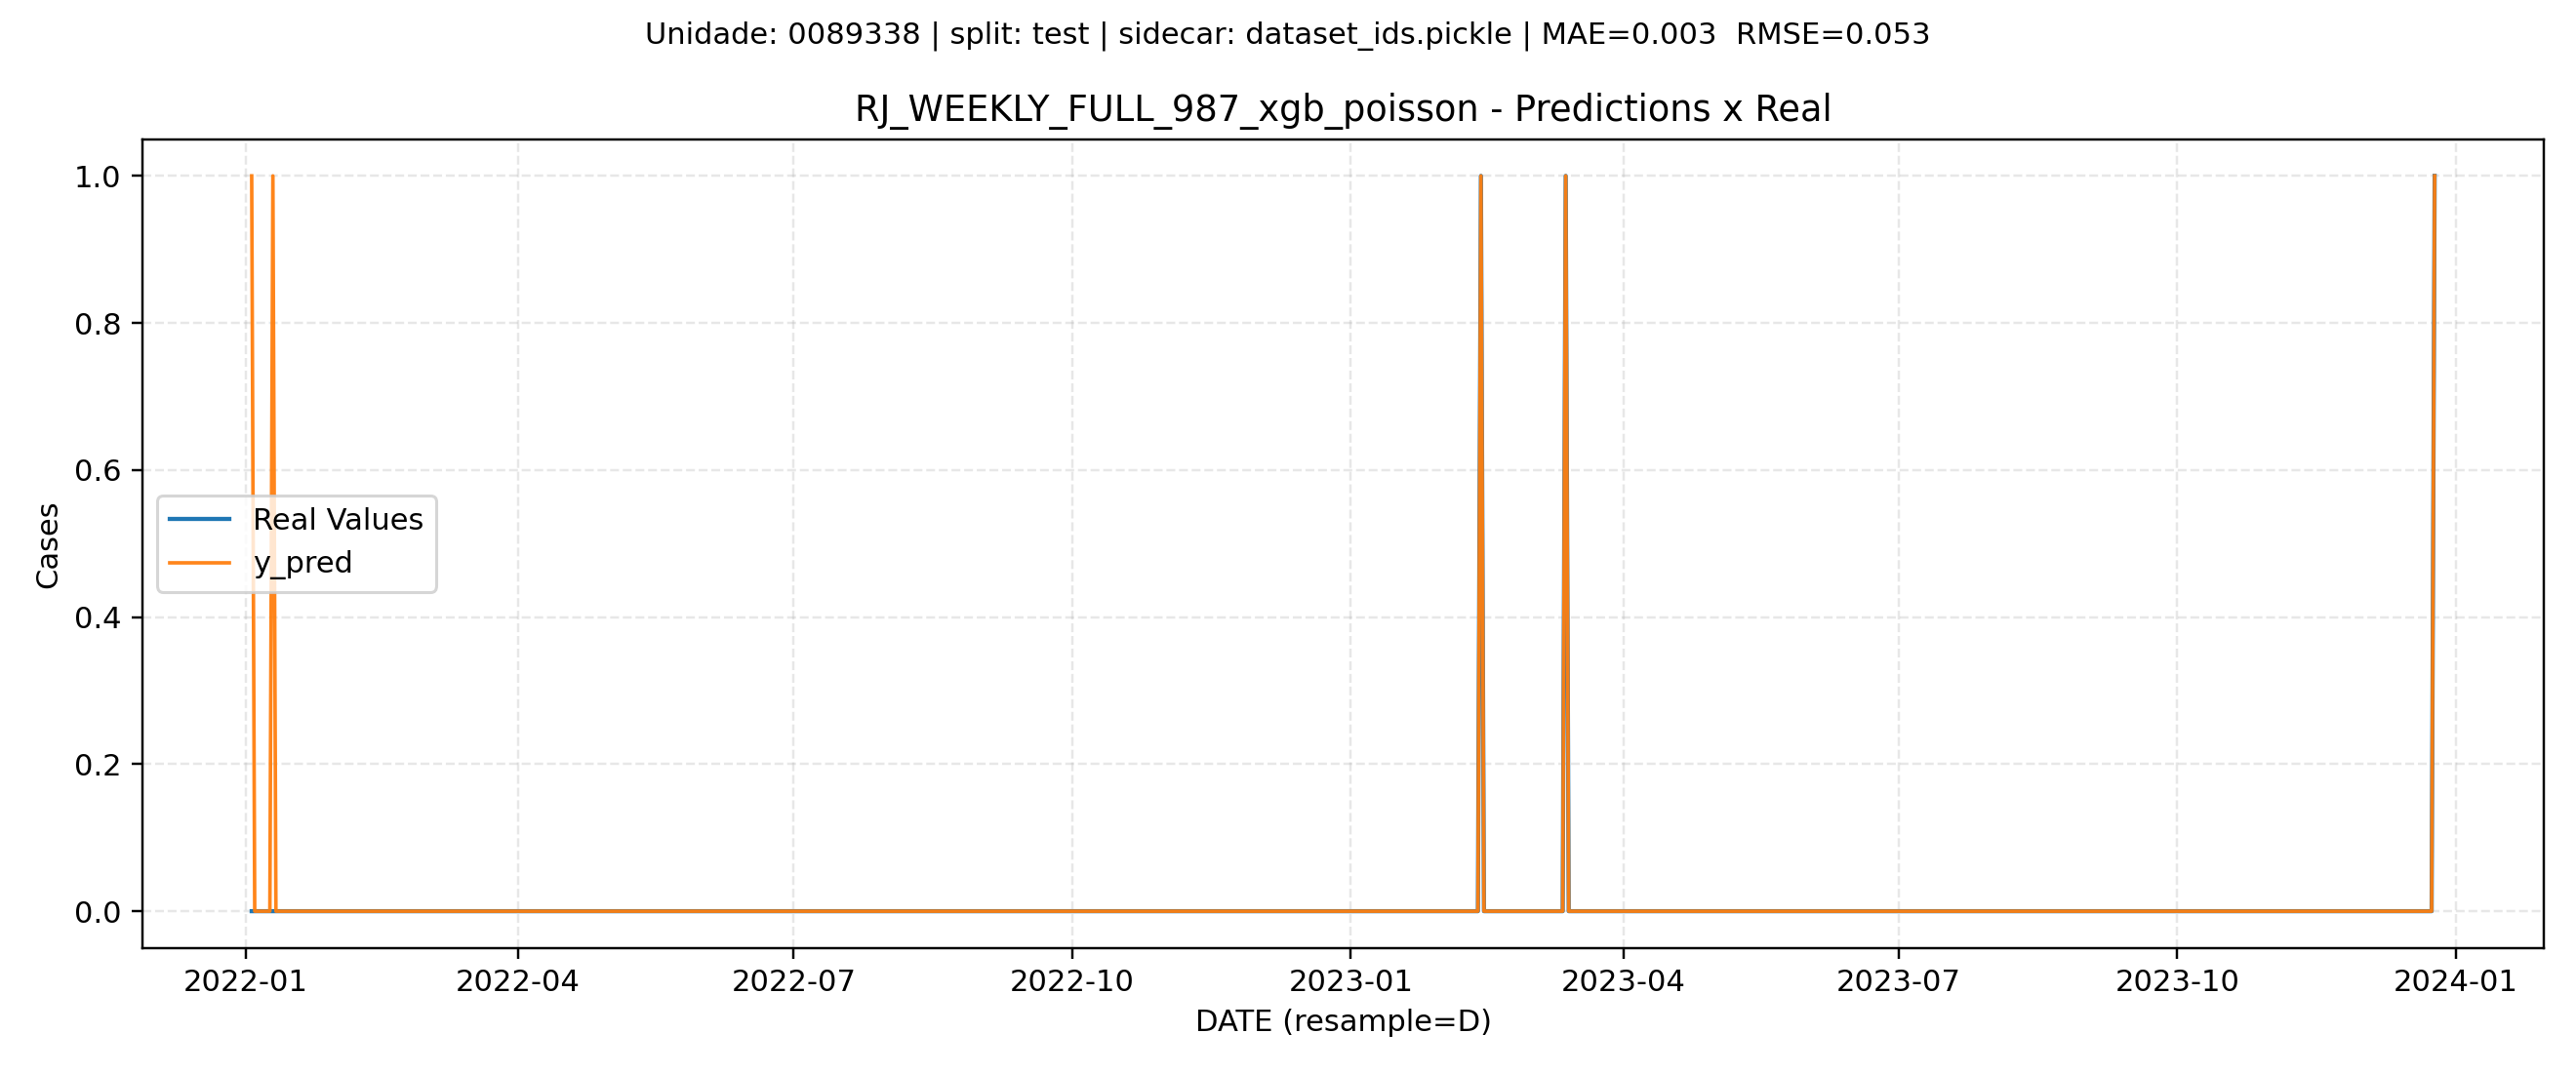 Unidade: 0089338 | split: test | sidecar: dataset_ids.pickle | MAE=0.003  RMSE=0.053
RJ_WEEKLY_FULL_987_xgb_poisson - Predictions x Real
1.0
0.8
0.6
0.4
0.2
0.0
Cases
Real Values
y_pred
2022-01 2022-04 2022-07 2022-10 2023-01 2023-04 2023-07 2023-10 2024-01
DATE (resample=D)